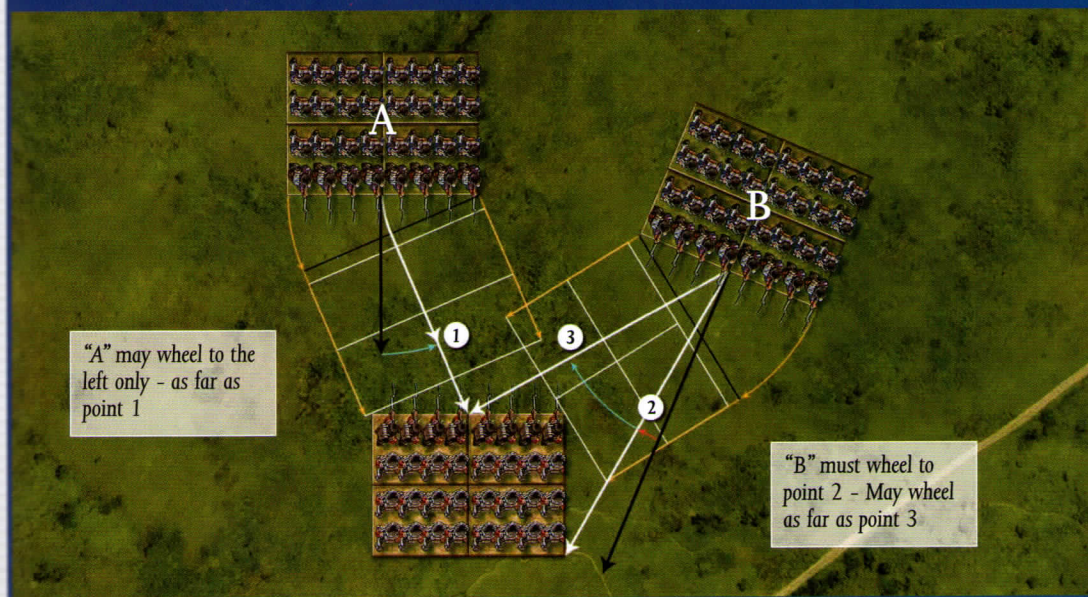 A
B
1
3
2
"A" may wheel to the
left only - as far as
point 1
"B" must wheel to
point 2 - May wheel
as far as point 3